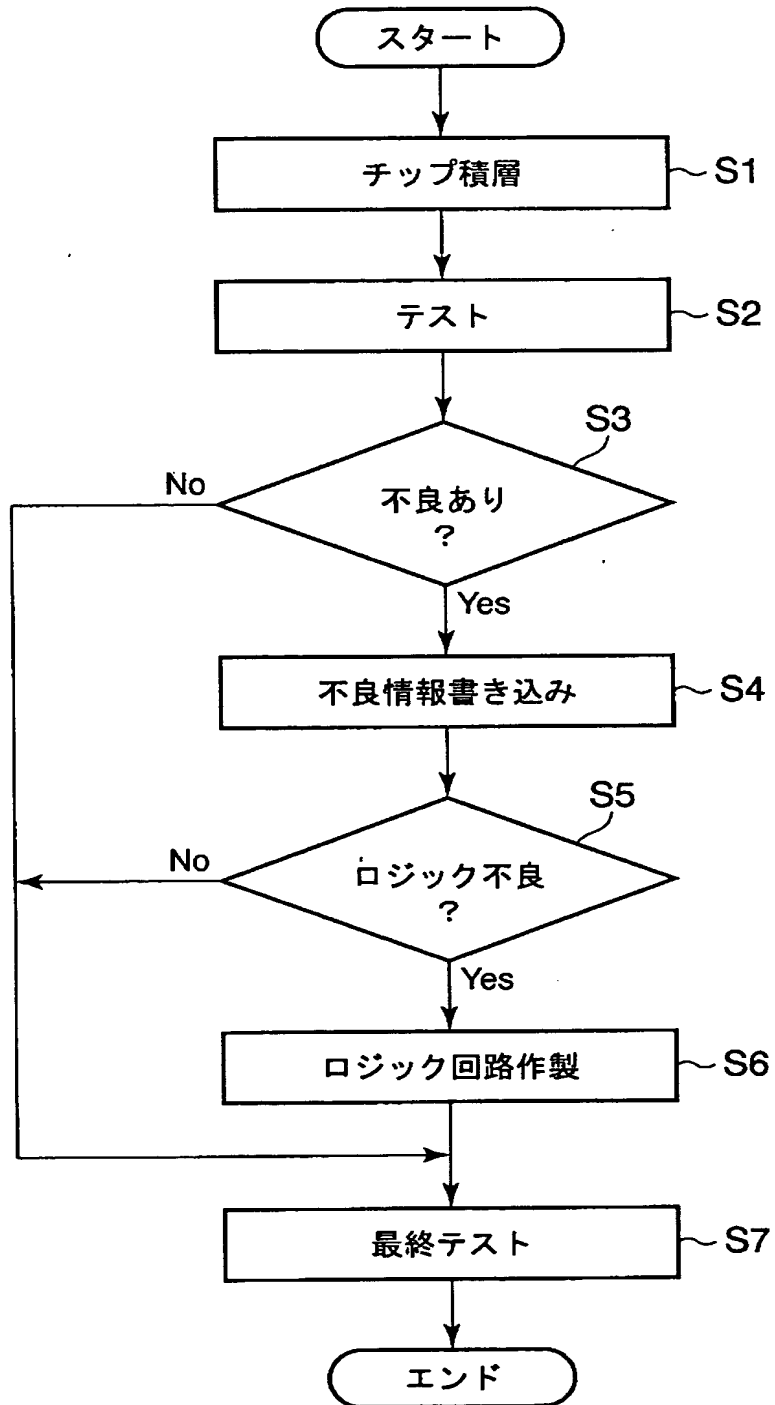 スタート
チップ積層
S1
テスト
S2
S3
No
不良あり
?
Yes
不良情報書き込み
S4
S5
No
ロジック不良
?
Yes
ロジック回路作製
S6
最終テスト
S7
エンド